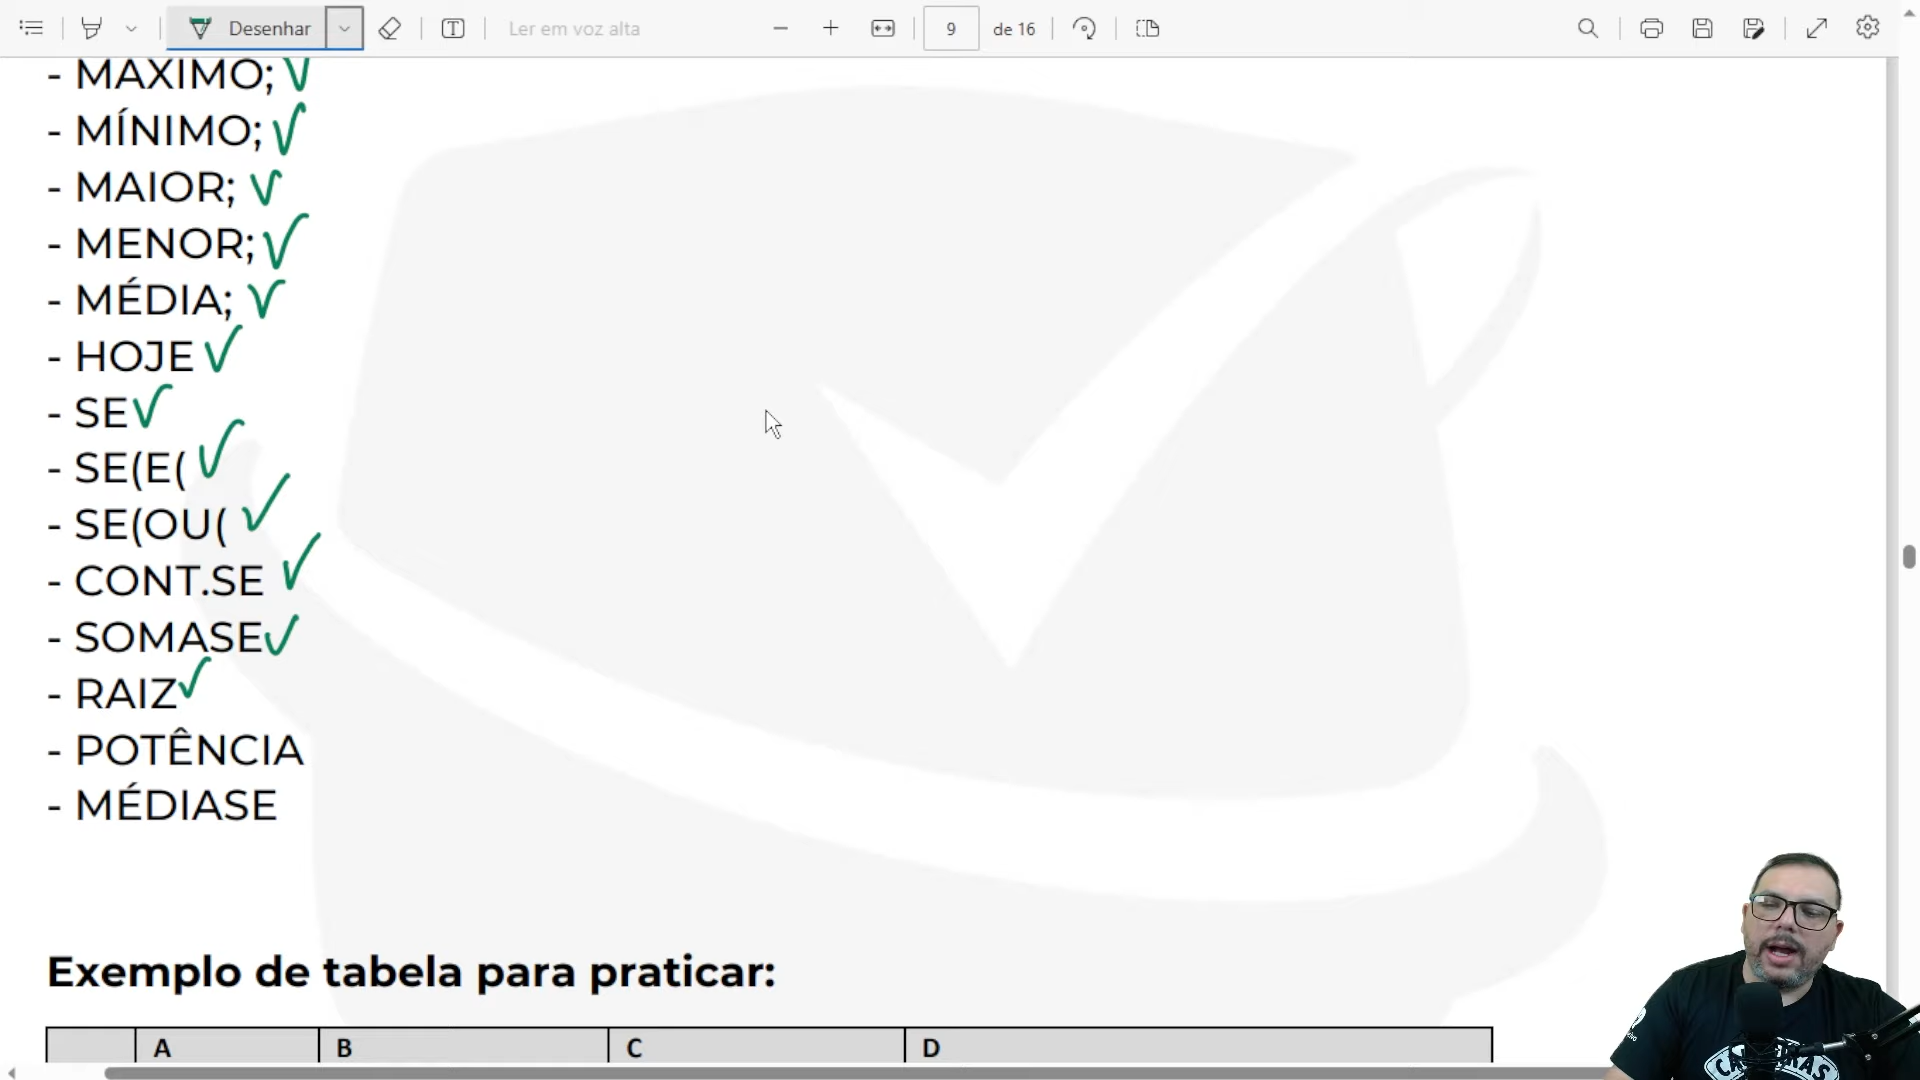 Desenhar
Ler em voz alta
9 de 16
- MÁXIMO;
- MÍNIMO;
- MAIOR;
- MENOR;
- MÉDIA;
- HOJE
- SE
- SE(E(
- SE(OU(
- CONT.SE
- SOMASE
- RAIZ
- POTÊNCIA
- MÉDIASE
Exemplo de tabela para praticar:
A B C D